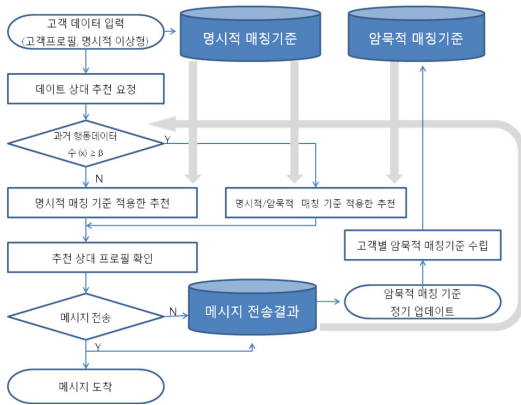 고객 데이터 입력
(고객프로필, 명시적 이상형)
명시적 매칭기준
암묵적 매칭기준
데이트 상대 추천 요청
과거 행동데이터
수 (x) ≥ β
Y
N
명시적 매칭 기준 적용한 추천
명시적/암묵적 매칭 기준 적용한 추천
추천 상대 프로필 확인
고객별 암묵적 매칭기준 수립
메시지 전송
N
메시지 전송결과
암묵적 매칭 기준
정기 업데이트
Y
메시지 도착